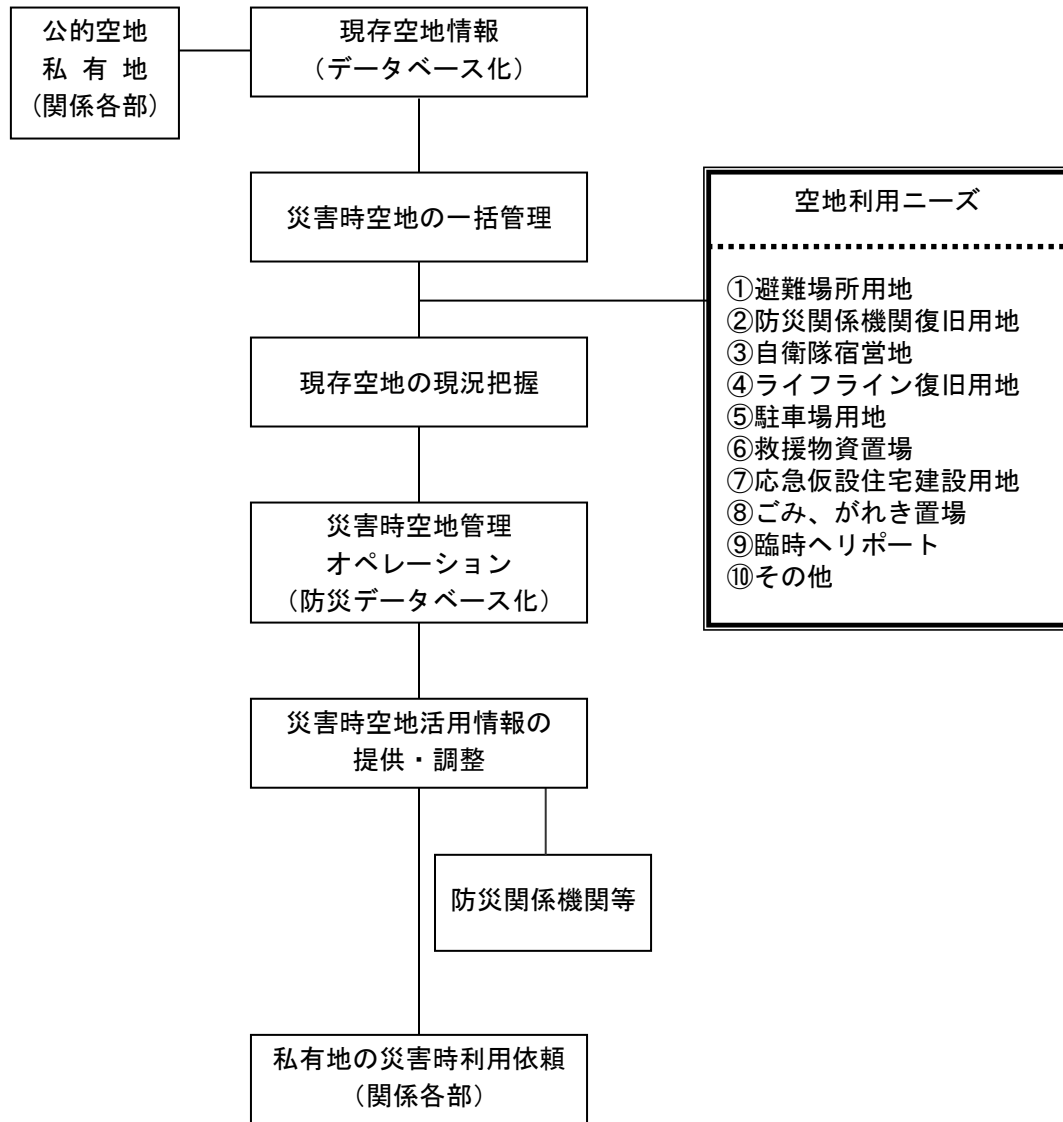 公的空地
私 有 地
（関係各部）
現存空地情報
（データベース化）
災害時空地の一括管理
空地利用ニーズ
①避難場所用地
②防災関係機関復旧用地
③自衛隊宿営地
④ライフライン復旧用地
⑤駐車場用地
⑥救援物資置場
⑦応急仮設住宅建設用地
⑧ごみ、がれき置場
⑨臨時ヘリポート
⑩その他
現存空地の現況把握
災害時空地管理
オペレーション
（防災データベース化）
災害時空地活用情報の
提供・調整
防災関係機関等
私有地の災害時利用依頼
（関係各部）